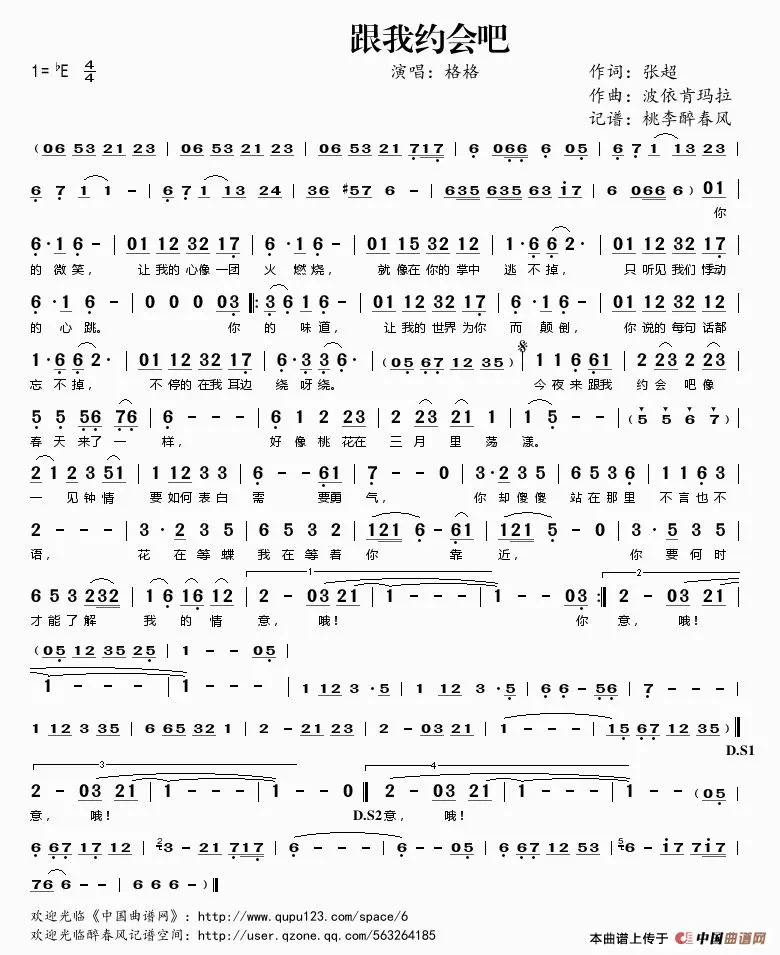 跟我约会吧
1=♭E 4/4 演唱：格格 作词：张超
作曲：波依肯玛拉
记谱：桃李醉春风
（06 53 21 23 | 06 53 21 23 | 06 53 21 717 | 6 066 6 05 | 6 7 1 1 13 23 |
6 7 1 1 - | 6 7 1 1 13 24 | 36 #57 6 - | 635 635 63 i7 | 6 066 6） 01 |
你
6·1 6 - | 01 12 32 17 | 6·1 6 - | 01 15 32 12 | 1·6 6 2· | 01 12 32 17 |
的 微 笑， 让 我的 心像 一团 火 燃烧， 就 像在 你的 掌中 逃 不 掉， 只 听见 我们 悸动
6·1 6 - | 0 0 0 03 |: 3·6 1 6 - | 01 12 32 17 | 6·1 6 - | 01 12 32 12 |
的 心 跳。 你 的 味 道， 让 我的 世界 为你 而 颠 倒， 你 说的 每句 话都
1·6 6 2· | 01 12 32 17 | 6·3 3 6· | （05 67 12 35） | 1 1 6 61 | 2 23 2 23 |
忘 不 掉， 不 停的 在我 耳边 绕 呀 绕。 今 夜 来 跟我 约 会 吧 像
5 5 56 76 | 6 - - - | 6 1 2 23 | 2 23 21 1 | 1 5 - - | （5 5 6 7） |
春 天 来了 一 样， 好 像 桃 花在 三 月 里 荡 漾。
2 1 2 3 51 | 1 12 3 3 | 6 - - 61 | 7 - - 0 | 3·2 3 5 | 6 5 3 6 | 1 1 6 3 |
一 见 钟 情 要 如何 表 白 需 要勇 气， 你 却 傻 傻 站 在 那 里 不 言 也 不
2 - - - | 3·2 3 5 | 6 5 3 2 | 121 6 - 61 | 121 5 - 0 | 3·5 3 5 |
语， 花 在 等 蝶 我 在 等 着 你 靠 近， 你 要 何 时
6 5 3 232 | 1 6 16 12 | 2 - 03 21 | 1 - - - | 1 - - 03 :| 2 - 03 21 |
1 2
才 能 了 解 我 的 情 意， 哦！ 你 意， 哦！
（05 12 35 25 | 1 - - 05 |
1 - - - | 1 - - - | 1 12 3·5 | 1 12 3·5 | 6 6 - 56 | 7 - - - |
1 12 3 35 | 6 65 32 1 | 2 - 21 23 | 2 - 03 21 | 1 - - - | 15 67 12 35）||
D.S1
3 4
2 - 03 21 | 1 - - - | 1 - - 0 || 2 - 03 21 | 1 - - - | 1 - - - | （05 |
意， 哦！ D.S2 意， 哦！
6 67 17 12 | 3 - 21 717 | 6 - - - | 6 - - 05 | 6 67 12 33 | 6 - i7 i7 |
76 6 - - | 6 6 6 -）||
欢迎光临《中国曲谱网》：http://www.qupu123.com/space/6
欢迎光临醉春风记谱空间：http://user.qzone.qq.com/563264185
本曲谱上传于 中国曲谱网